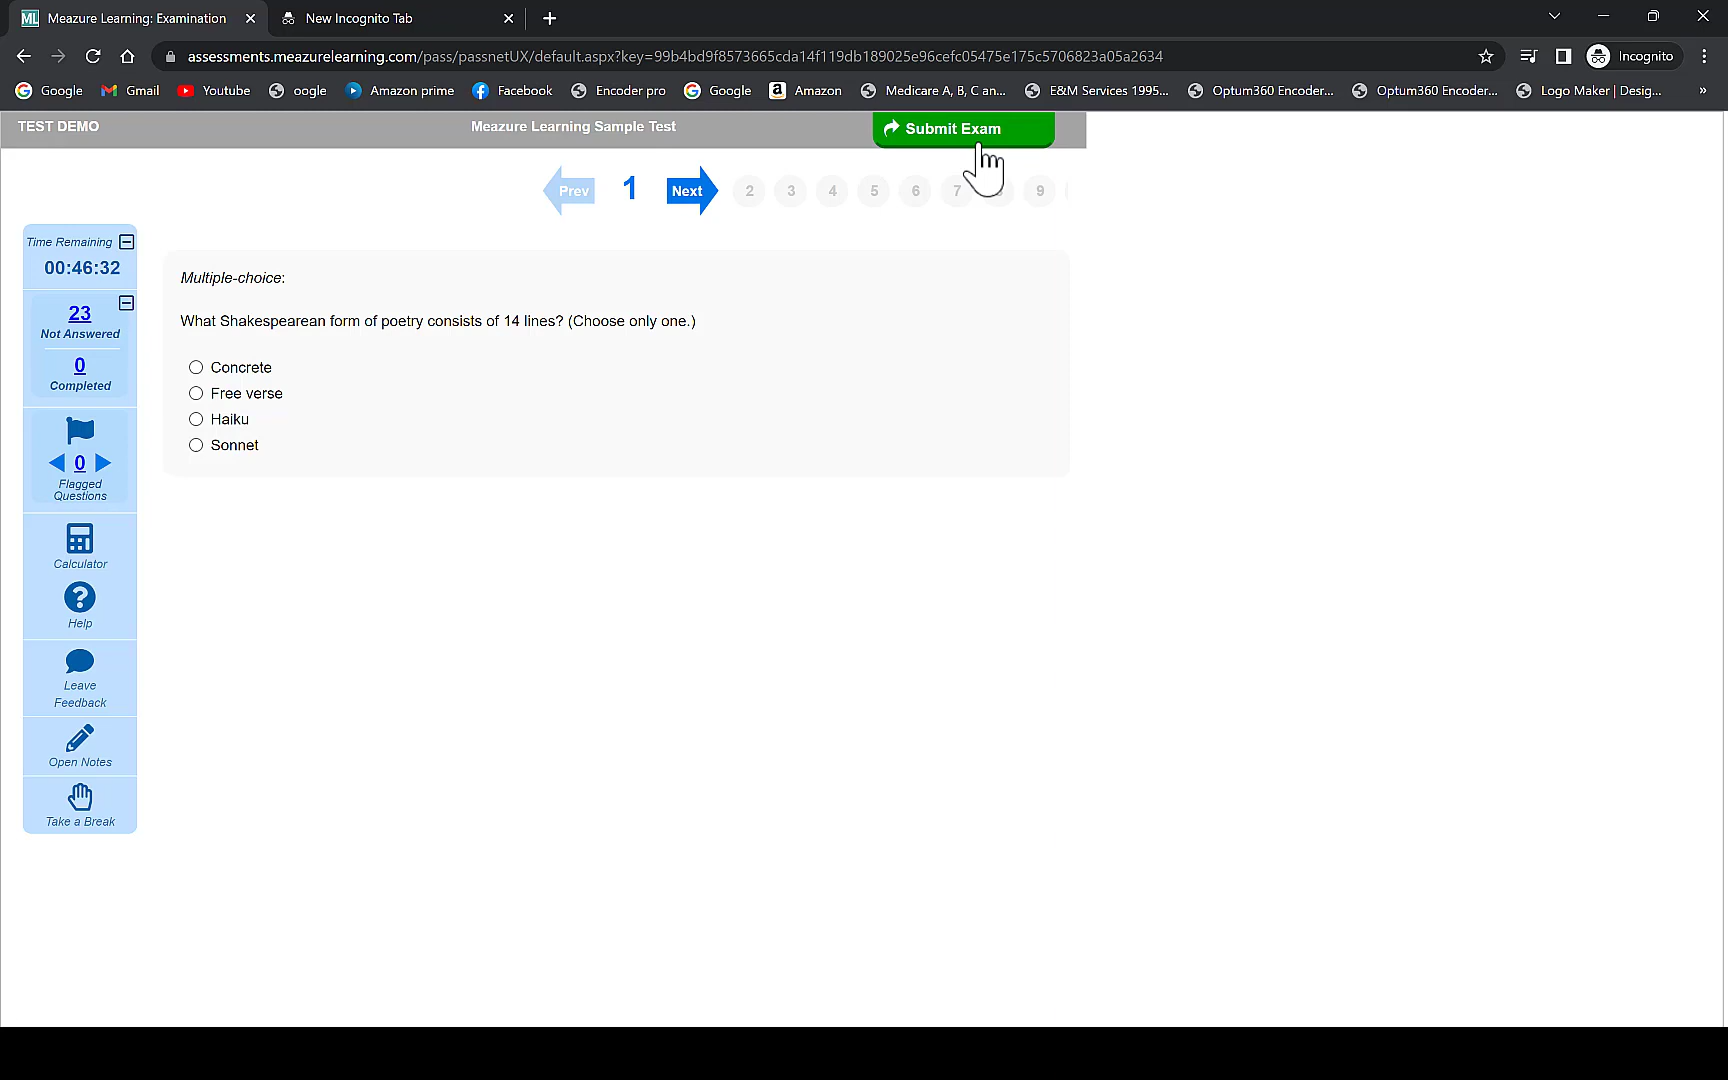 ML Meazure Learning: Examination
New Incognito Tab
assessments.meazurelearning.com/pass/passnetUX/default.aspx?key=99b4bd9f8573665cda14f119db189025e96cefc05475e175c5706823a05a2634
Incognito
Google Gmail Youtube oogle Amazon prime Facebook Encoder pro Google Amazon Medicare A, B, C an... E&M Services 1995... Optum360 Encoder... Optum360 Encoder... Logo Maker | Desig... »
TEST DEMO
Meazure Learning Sample Test
Submit Exam
Prev 1 Next 2 3 4 5 6 7 8 9
Time Remaining
00:46:32
23
Not Answered
0
Completed
0
Flagged
Questions
Calculator
?
Help
Leave
Feedback
Open Notes
Take a Break
Multiple-choice:
What Shakespearean form of poetry consists of 14 lines? (Choose only one.)
Concrete
Free verse
Haiku
Sonnet